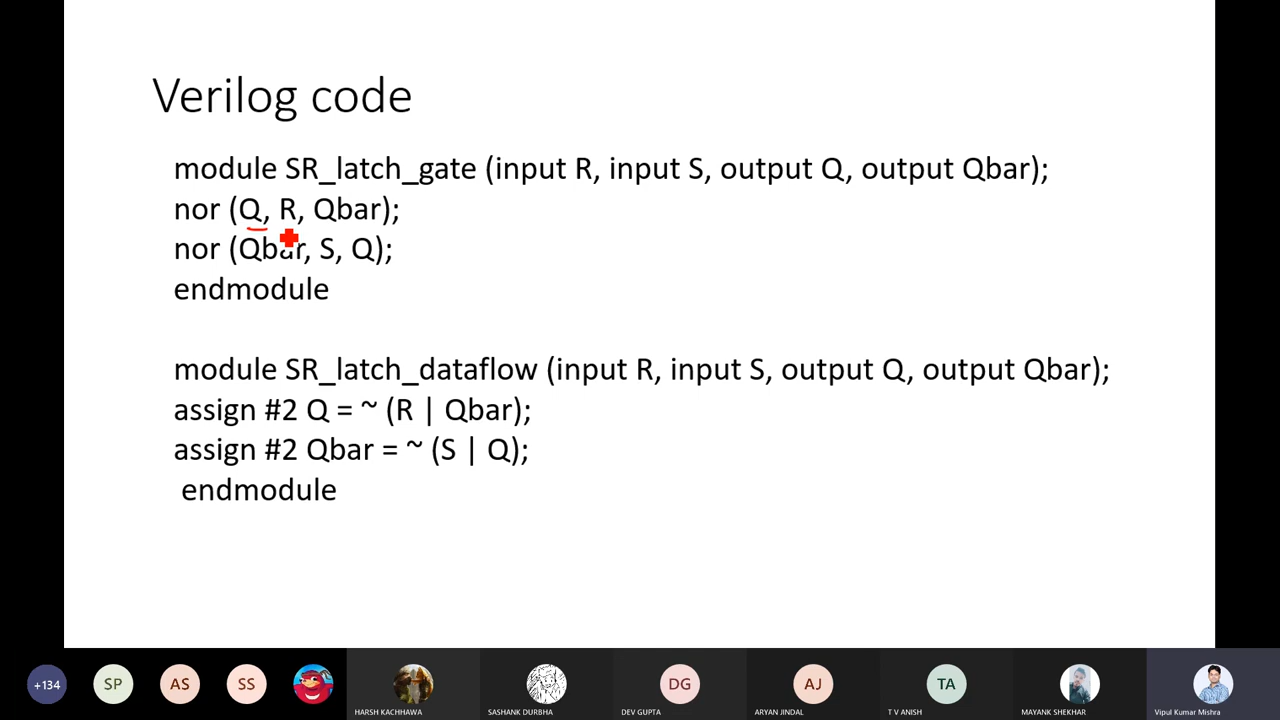 Verilog code
module SR_latch_gate (input R, input S, output Q, output Qbar);
nor (Q, R, Qbar);
nor (Qbar, S, Q);
endmodule
module SR_latch_dataflow (input R, input S, output Q, output Qbar);
assign #2 Q = ~ (R | Qbar);
assign #2 Qbar = ~ (S | Q);
endmodule
+134
SP
AS
SS
HARSH KACHHAWA
SASHANK DURBHA
DG
DEV GUPTA
AJ
ARYAN JINDAL
TA
T V ANISH
MAYANK SHEKHAR
Vipul Kumar Mishra